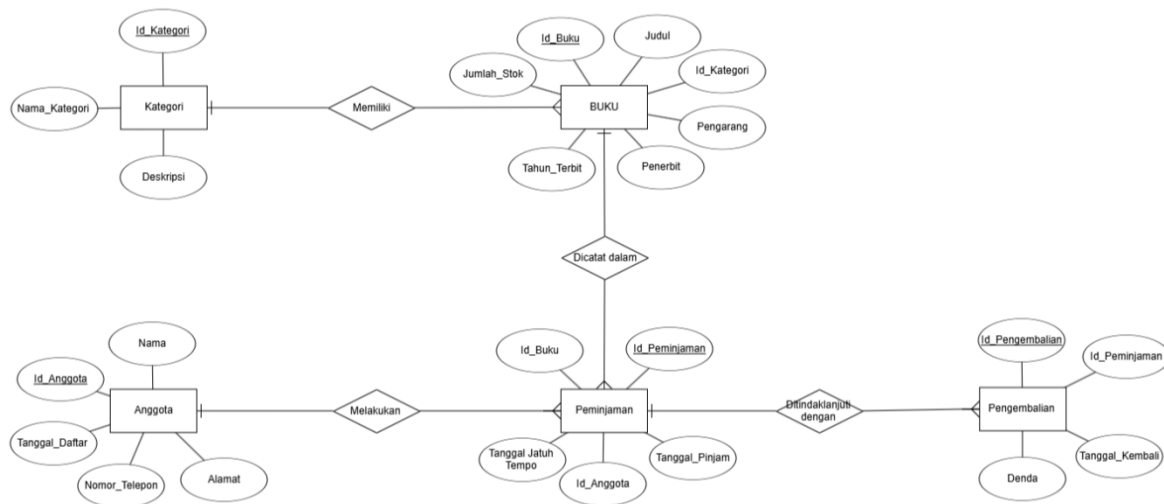 Id_Kategori
Nama_Kategori
Kategori
Deskripsi
Memiliki
Id_Buku
Judul
Jumlah_Stok
Id_Kategori
BUKU
Pengarang
Tahun_Terbit
Penerbit
Dicatat dalam
Nama
Id_Anggota
Anggota
Tanggal_Daftar
Nomor_Telepon
Alamat
Melakukan
Id_Buku
Id_Peminjaman
Peminjaman
Tanggal Jatuh
Tempo
Id_Anggota
Tanggal_Pinjam
Ditindaklanjuti
dengan
Id_Pengembalian
Id_Peminjaman
Pengembalian
Denda
Tanggal_Kembali